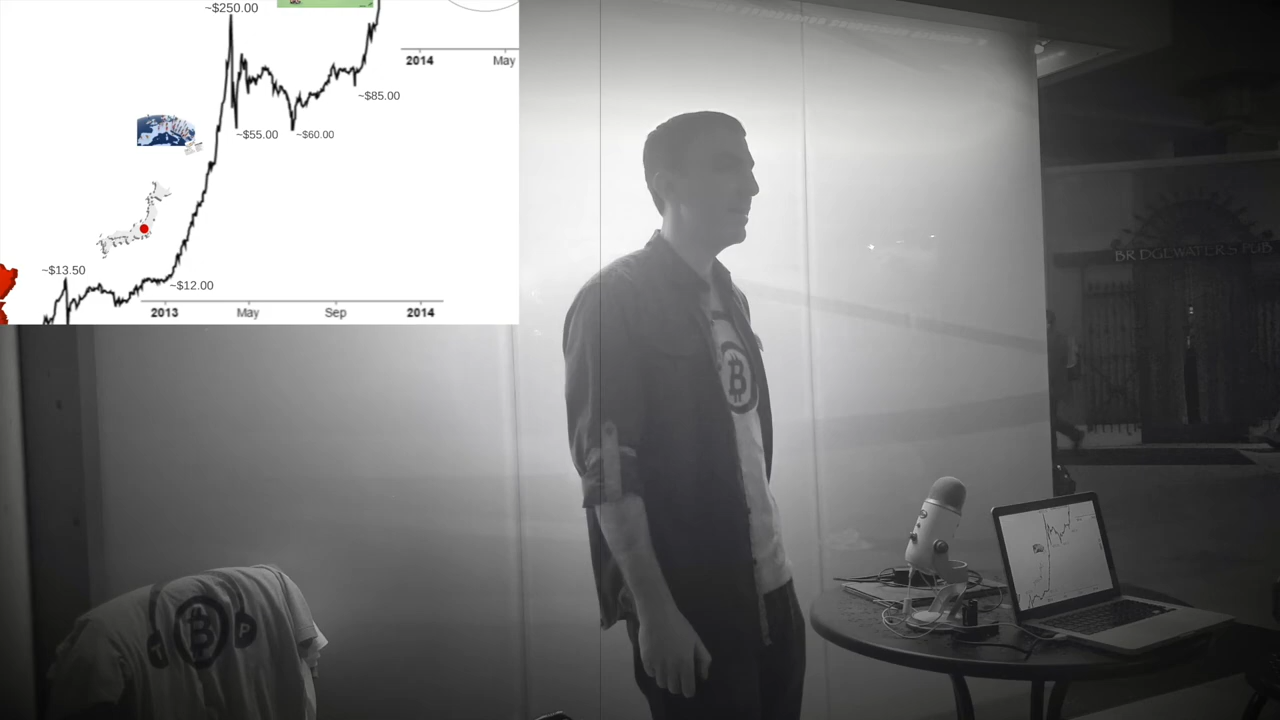 ~$250.00
2014 May
~$85.00
~$55.00 ~$60.00
~$13.50
~$12.00
2013 May Sep 2014
B
BRIDGEWATERS PUB
B P